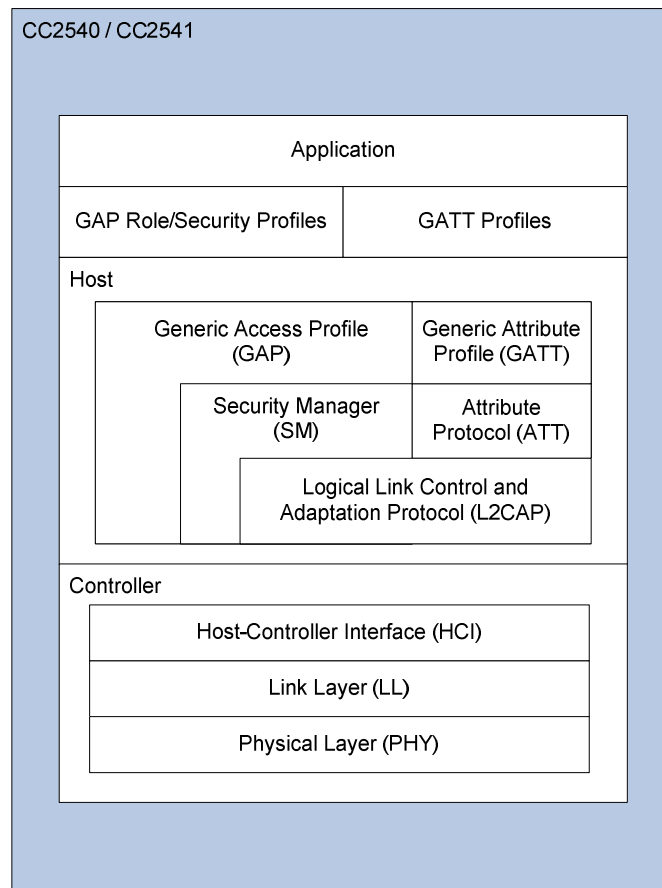 CC2540 / CC2541
Application
GAP Role/Security Profiles
GATT Profiles
Host
Generic Access Profile
(GAP)
Generic Attribute
Profile (GATT)
Security Manager
(SM)
Attribute
Protocol (ATT)
Logical Link Control and
Adaptation Protocol (L2CAP)
Controller
Host-Controller Interface (HCI)
Link Layer (LL)
Physical Layer (PHY)